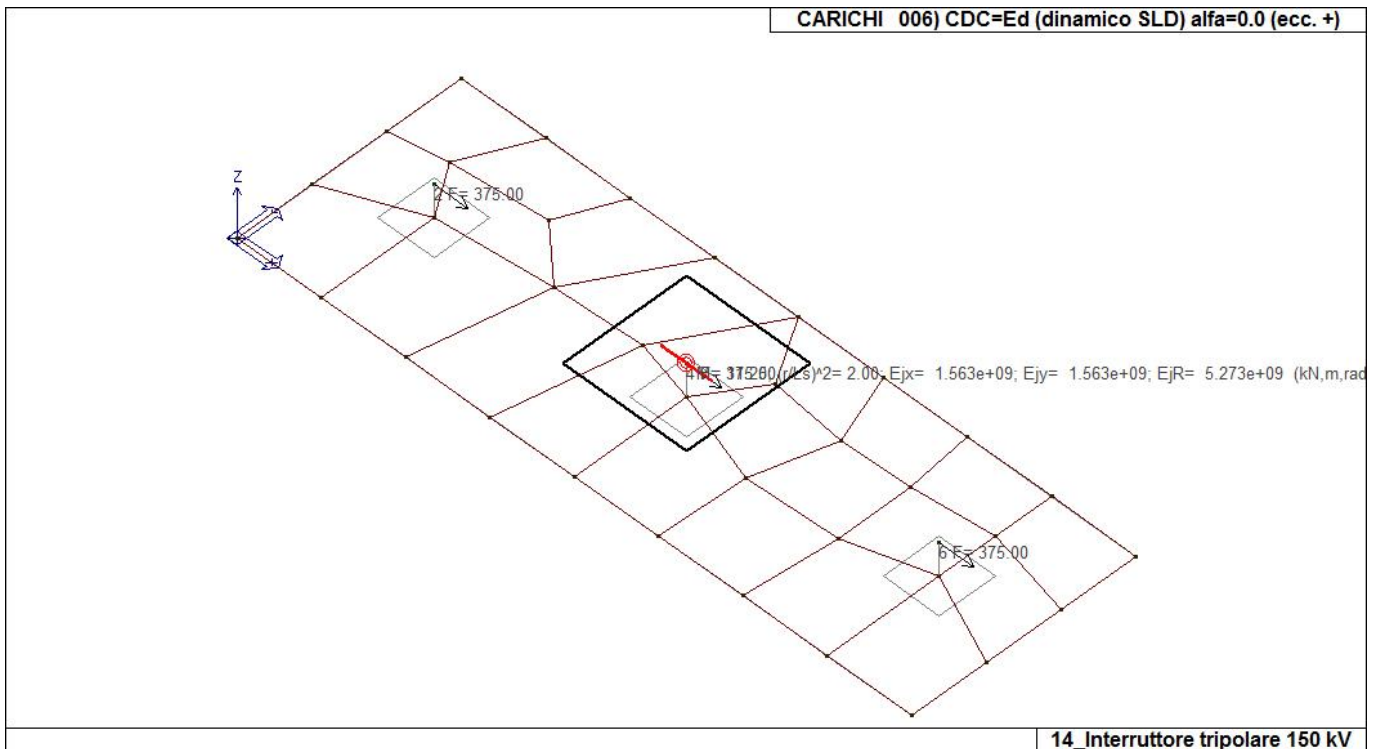 CARICHI 006) CDC=Ed (dinamico SLD) alfa=0.0 (ecc. +)
Z
2 F= 375.00
(r/Ls)^2= 2.00; Ejx= 1.563e+09; Ejy= 1.563e+09; EjR= 5.273e+09 (kN,m,rad
6 F= 375.00
14_Interruttore tripolare 150 kV